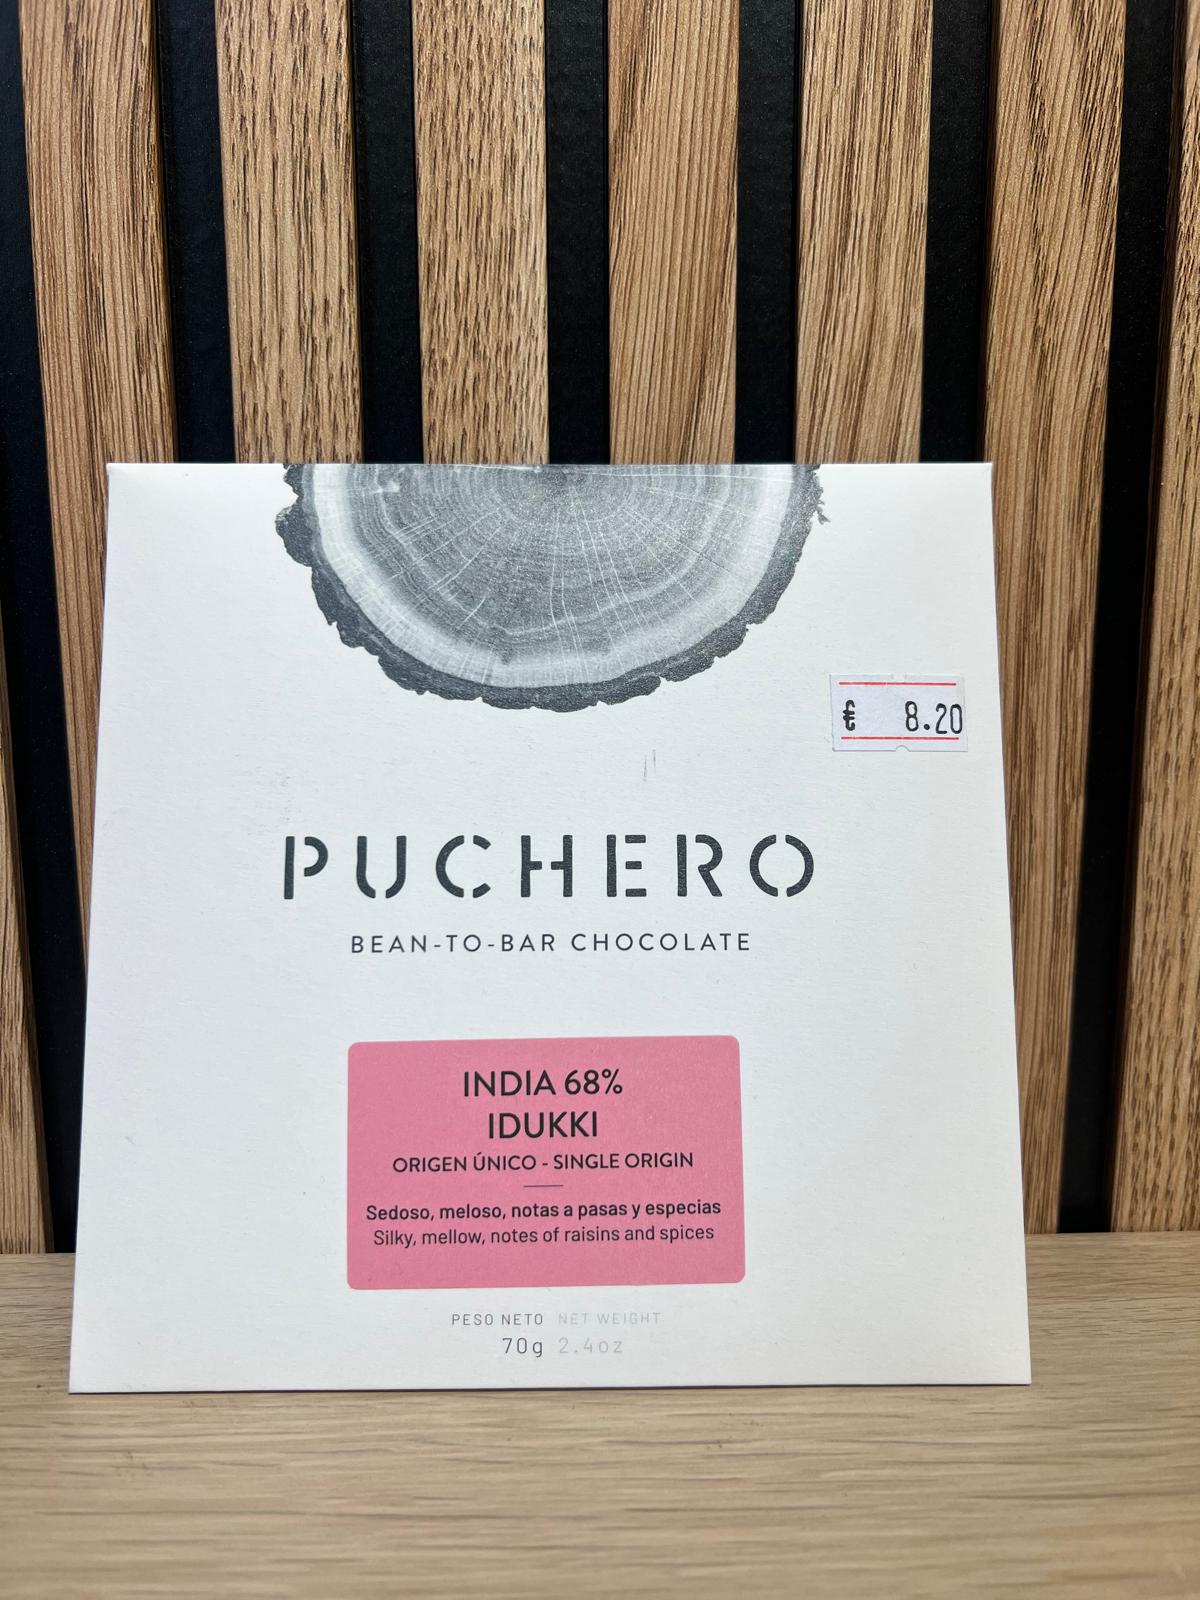 € 8.20
PUCHERO
BEAN-TO-BAR CHOCOLATE
INDIA 68%
IDUKKI
ORIGEN ÚNICO - SINGLE ORIGIN
Sedoso, meloso, notas a pasas y especias
Silky, mellow, notes of raisins and spices
PESO NETO NET WEIGHT
70g 2.4oz